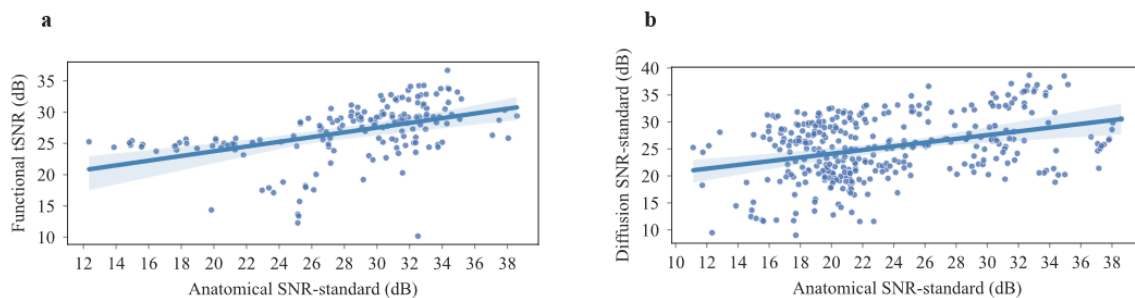 a
Functional tSNR (dB)
35
30
25
20
15
10
12 14 16 18 20 22 24 26 28 30 32 34 36 38
Anatomical SNR-standard (dB)
b
Diffusion SNR-standard (dB)
40
35
30
25
20
15
10
10 12 14 16 18 20 22 24 26 28 30 32 34 36 38
Anatomical SNR-standard (dB)